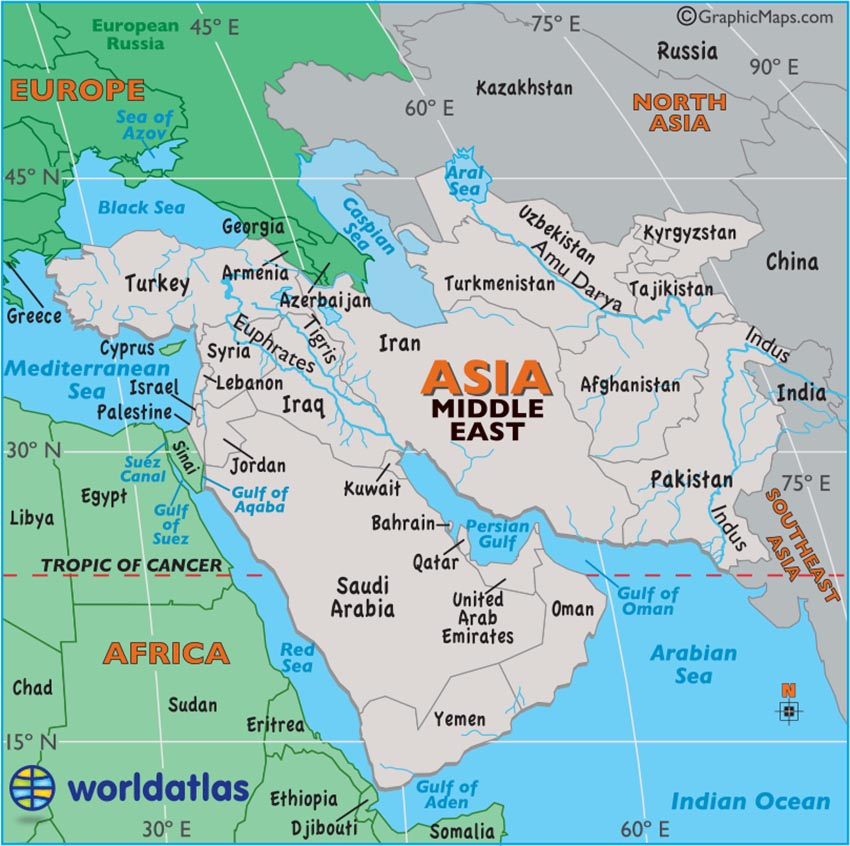 ©GraphicMaps.com
European
Russia
45° E
75° E
Russia
90° E
EUROPE
Kazakhstan
60° E
NORTH
ASIA
Sea of
Azov
45° N
Aral
Sea
Black Sea
Caspian
Sea
Georgia
Uzbekistan
Kyrgyzstan
Armenia
Turkey
Turkmenistan
Amu Darya
Tajikistan
China
Azerbaijan
Greece
Tigris
Euphrates
Iran
Indus
Cyprus
Syria
Mediterranean
Sea
Lebanon
Israel
Palestine
Iraq
ASIA
MIDDLE
EAST
Afghanistan
India
30° N
Sinai
Suez
Canal
Jordan
Gulf of
Aqaba
Kuwait
Pakistan
75° E
Egypt
Libya
Gulf
of
Suez
Bahrain
Persian
Gulf
Indus
SOUTHEAST
ASIA
Qatar
TROPIC OF CANCER
Saudi
Arabia
United
Arab
Emirates
Oman
Gulf of
Oman
AFRICA
Red
Sea
Arabian
Sea
Chad
Sudan
N
Eritrea
Yemen
15° N
worldatlas
Ethiopia
Gulf of
Aden
Indian Ocean
Djibouti
Somalia
30° E
60° E